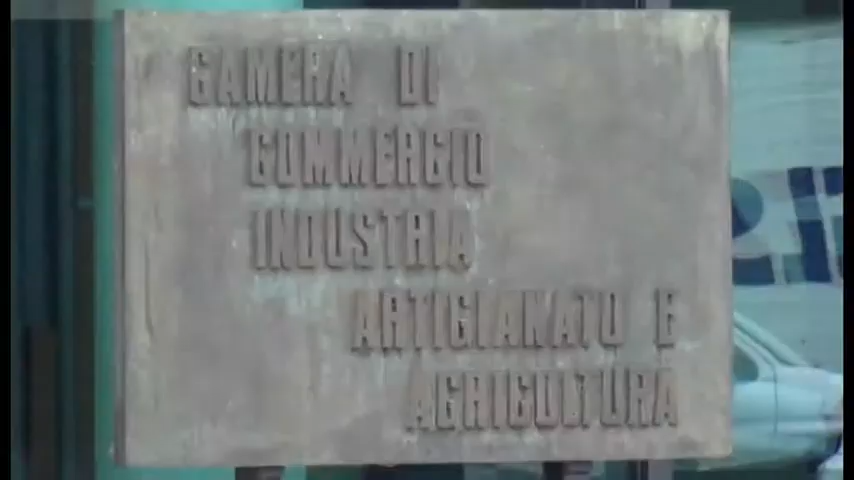 CAMERA DI
COMMERCIO
INDUSTRIA
ARTIGIANATO E
AGRICOLTURA